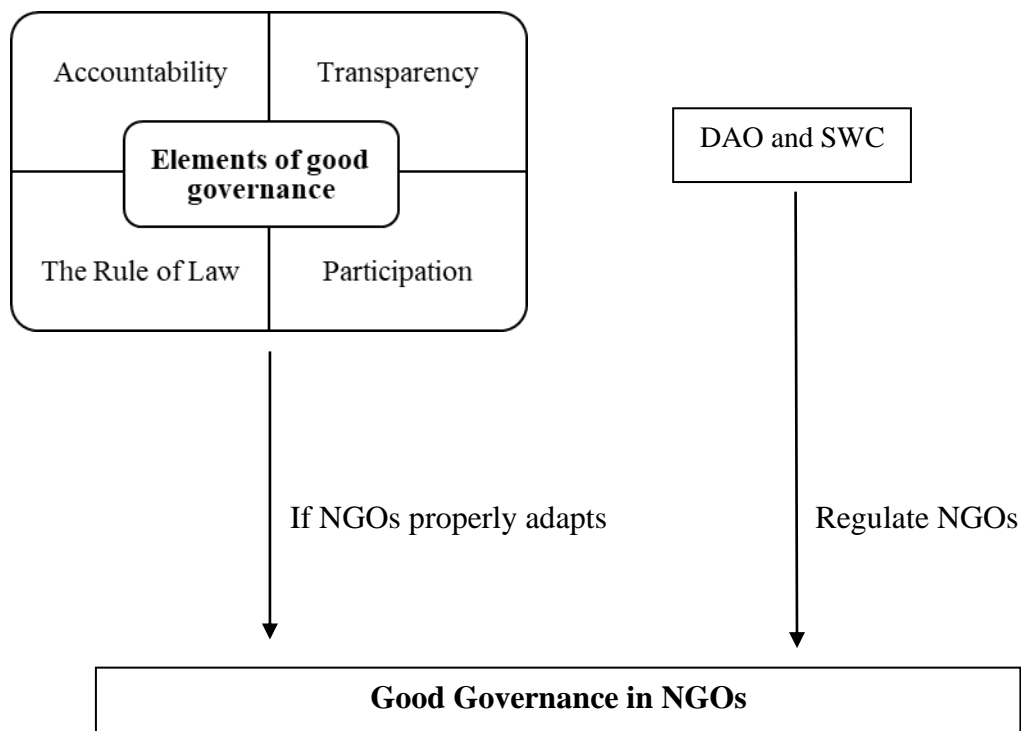 Accountability
Transparency
Elements of good
governance
The Rule of Law
Participation
DAO and SWC
If NGOs properly adapts
Regulate NGOs
Good Governance in NGOs